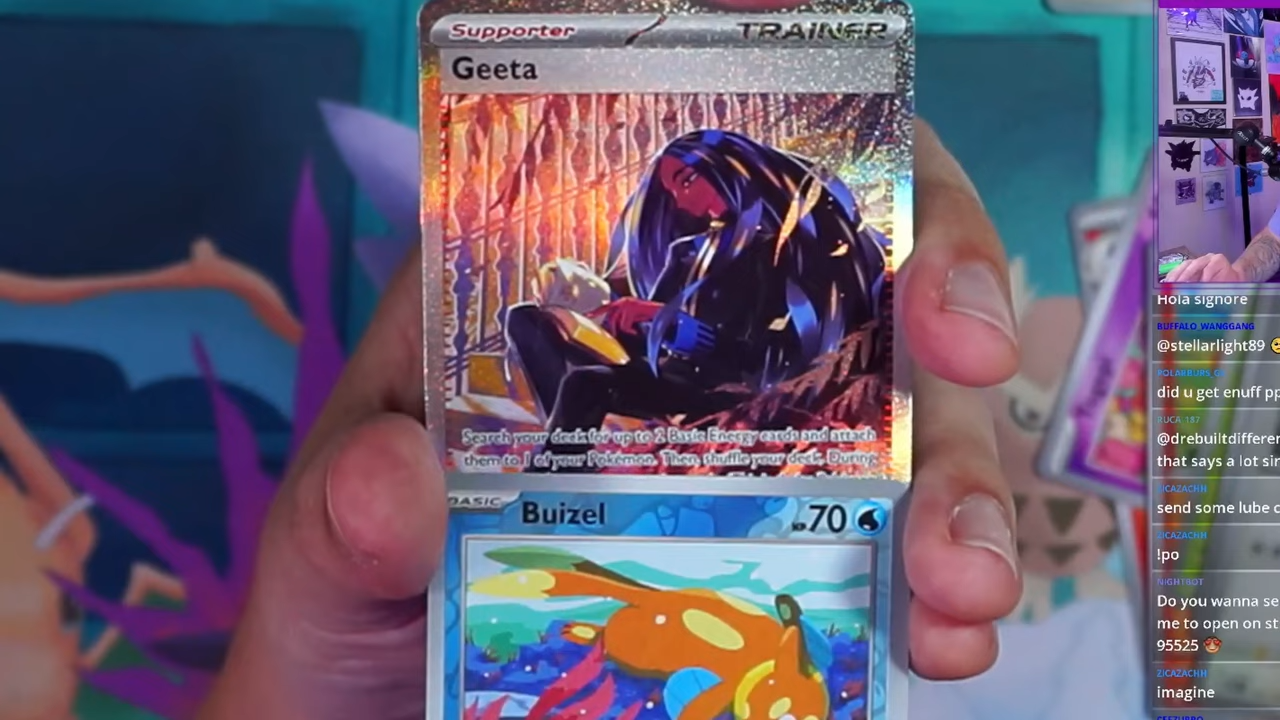 Supporter TRAINER
Geeta
Search your deck for up to 2 Basic Energy cards and attach
them to 1 of your Pokémon. Then, shuffle your deck. During
BASIC Buizel 70
Hola signore
BUFFALO_WANGGANG
@stellarlight89
did u get enuff pp
@drebuiltdifferen
that says a lot sir
ZICAZACHH
send some lube
ZICAZACHH
!po
NIGHTBOT
Do you wanna se
me to open on st
95525
ZICAZACHH
imagine